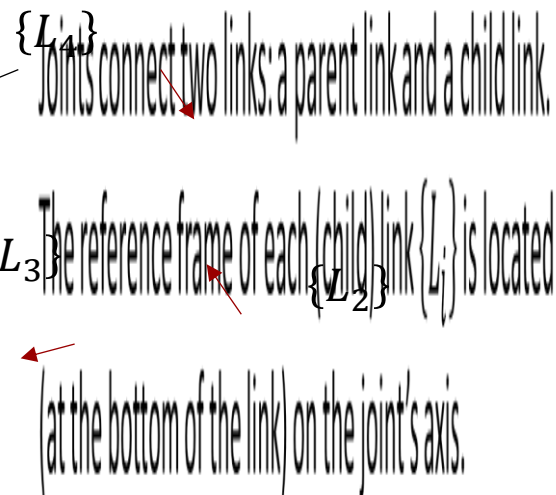 {L₄}
Joints connect two links: a parent link and a child link.
The reference frame of each (child) link {Lᵢ} is located
L₃}
{L₂}
(at the bottom of the link) on the joint's axis.